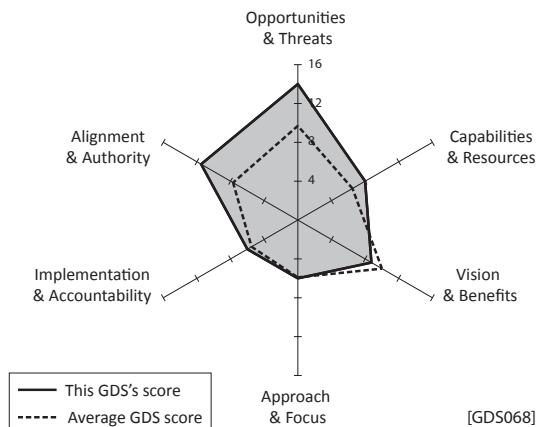 Opportunities
& Threats
16
12
8
4
Alignment
& Authority
Capabilities
& Resources
Implementation
& Accountability
Vision
& Benefits
Approach
& Focus
This GDS's score
Average GDS score
[GDS068]